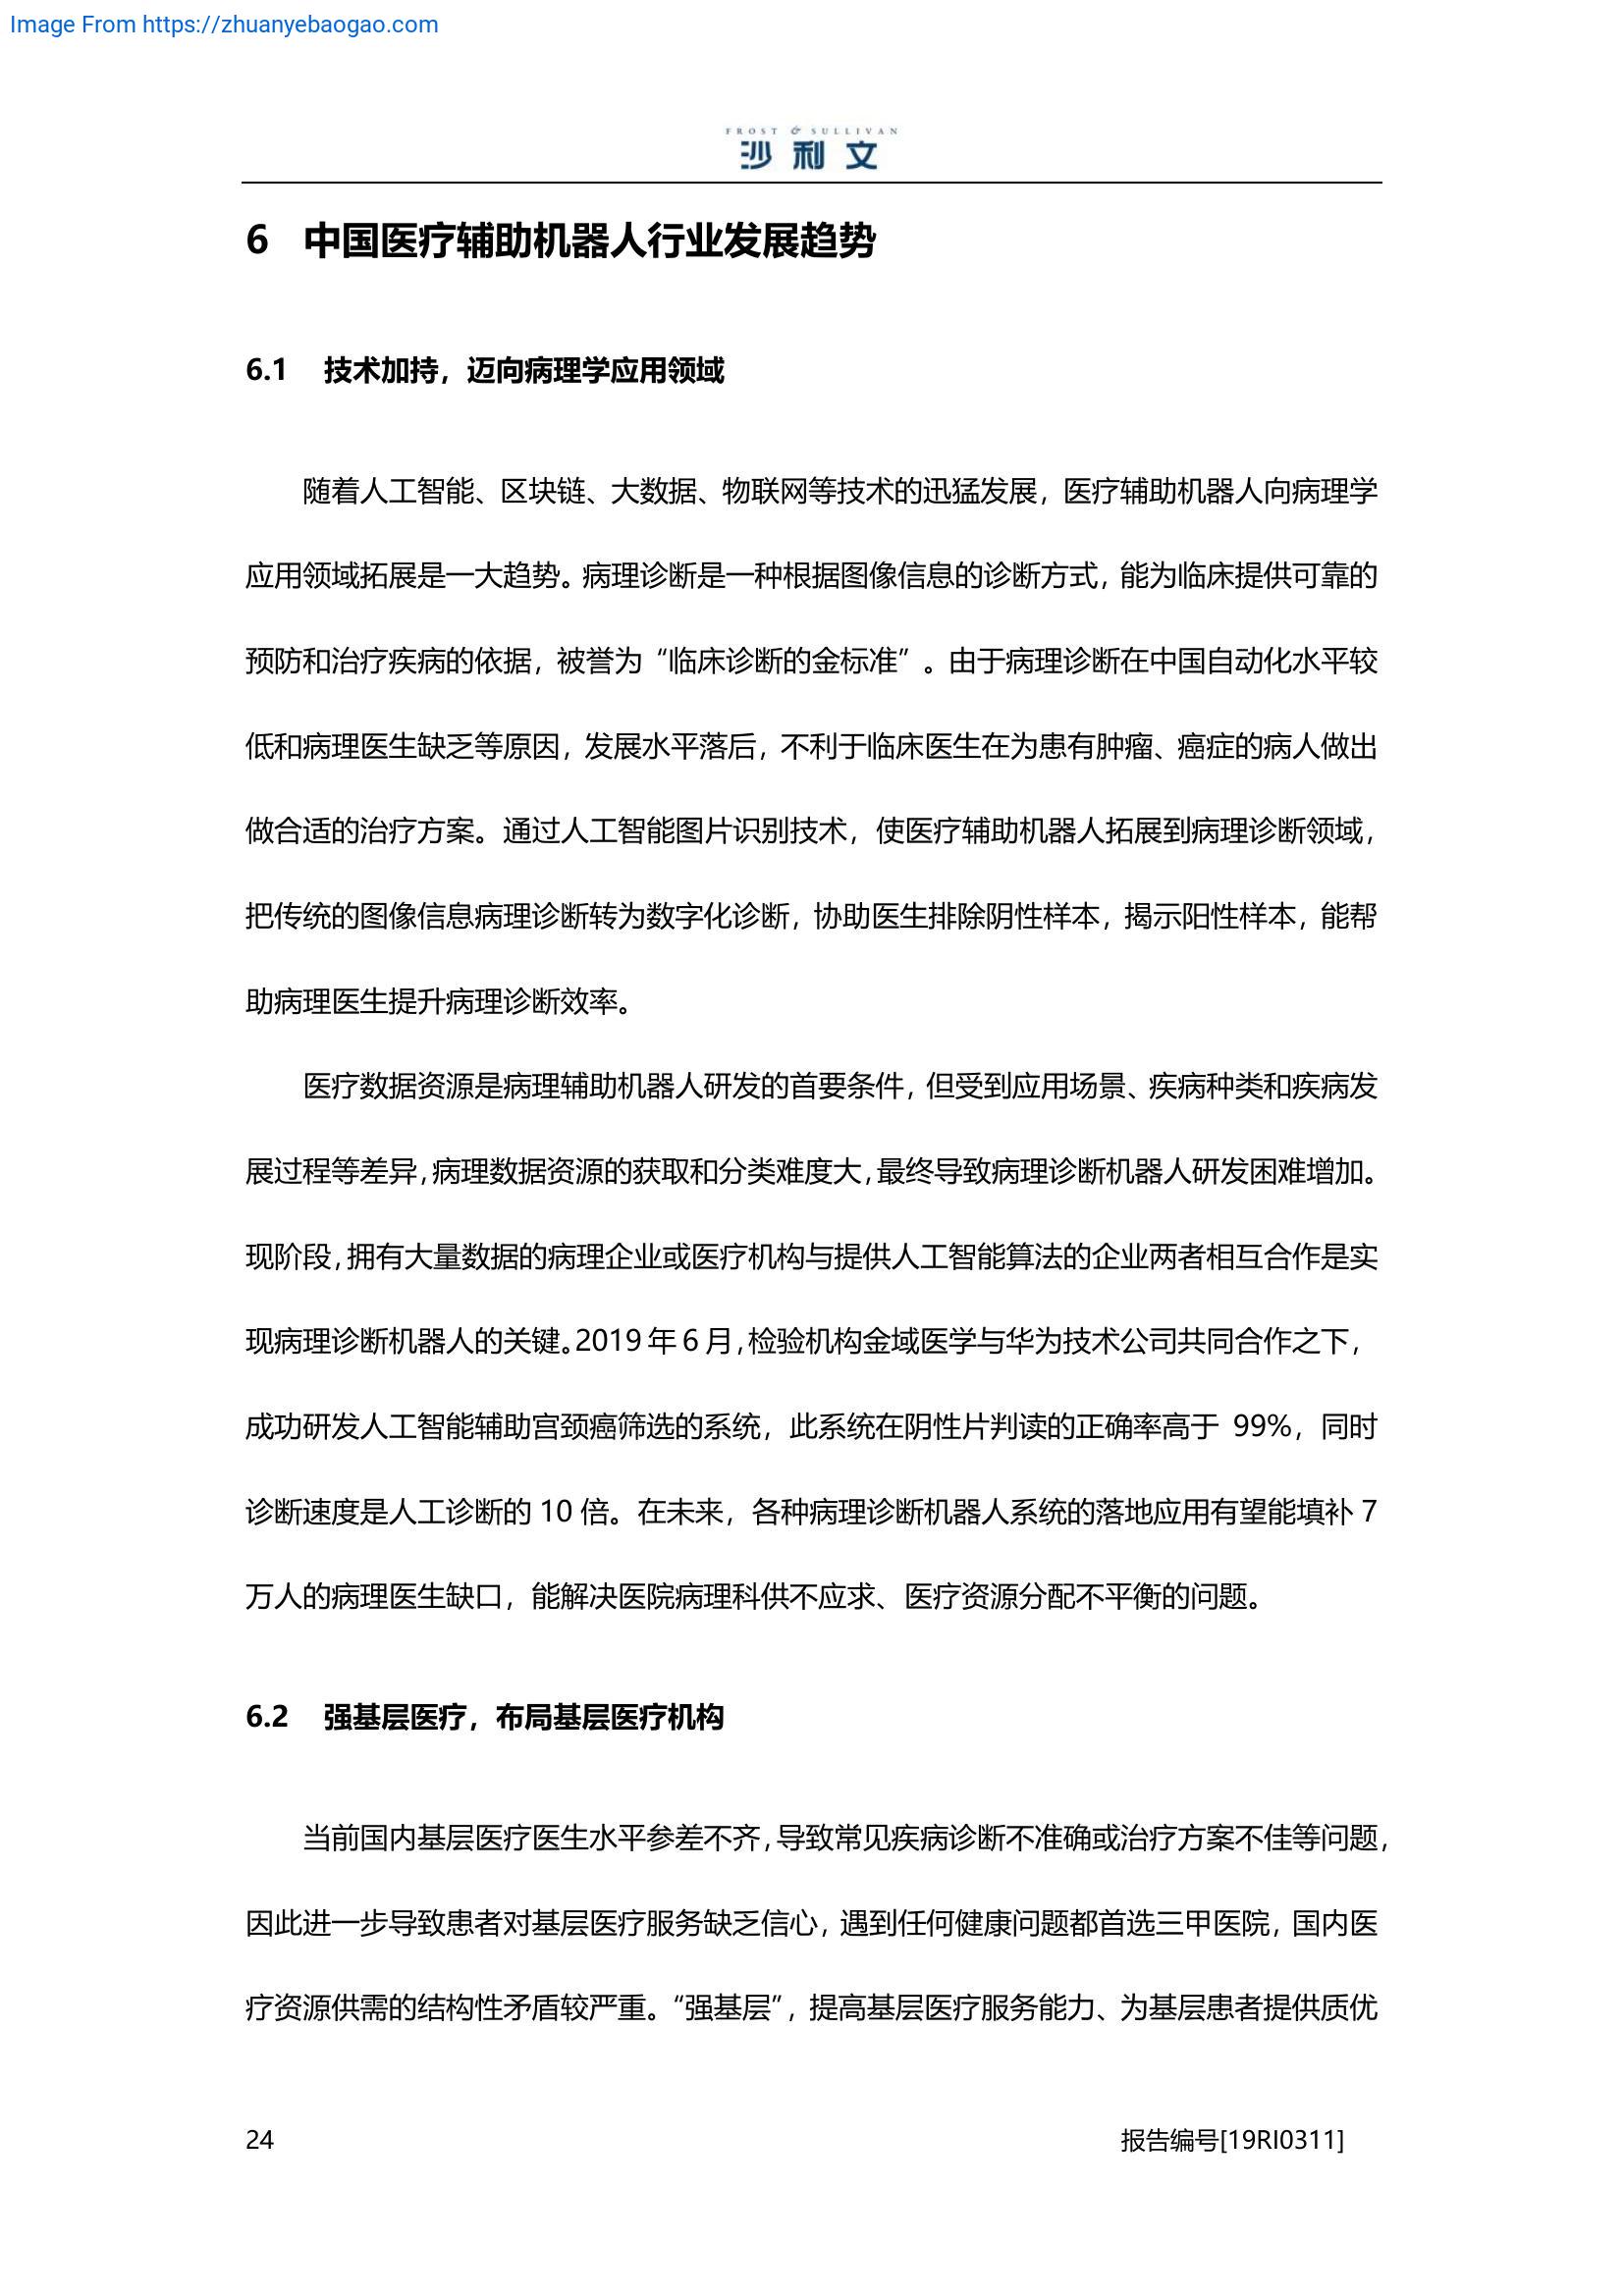 Image From https://zhuanyebaogao.com
FROST & SULLIVAN
沙利文
6 中国医疗辅助机器人行业发展趋势
6.1 技术加持，迈向病理学应用领域
随着人工智能、区块链、大数据、物联网等技术的迅猛发展，医疗辅助机器人向病理学
应用领域拓展是一大趋势。病理诊断是一种根据图像信息的诊断方式，能为临床提供可靠的
预防和治疗疾病的依据，被誉为“临床诊断的金标准”。由于病理诊断在中国自动化水平较
低和病理医生缺乏等原因，发展水平落后，不利于临床医生在为患有肿瘤、癌症的病人做出
做合适的治疗方案。通过人工智能图片识别技术，使医疗辅助机器人拓展到病理诊断领域，
把传统的图像信息病理诊断转为数字化诊断，协助医生排除阴性样本，揭示阳性样本，能帮
助病理医生提升病理诊断效率。
医疗数据资源是病理辅助机器人研发的首要条件，但受到应用场景、疾病种类和疾病发
展过程等差异，病理数据资源的获取和分类难度大，最终导致病理诊断机器人研发困难增加。
现阶段，拥有大量数据的病理企业或医疗机构与提供人工智能算法的企业两者相互合作是实
现病理诊断机器人的关键。2019 年 6 月，检验机构金域医学与华为技术公司共同合作之下，
成功研发人工智能辅助宫颈癌筛选的系统，此系统在阴性片判读的正确率高于 99%，同时
诊断速度是人工诊断的 10 倍。在未来，各种病理诊断机器人系统的落地应用有望能填补 7
万人的病理医生缺口，能解决医院病理科供不应求、医疗资源分配不平衡的问题。
6.2 强基层医疗，布局基层医疗机构
当前国内基层医疗医生水平参差不齐，导致常见疾病诊断不准确或治疗方案不佳等问题，
因此进一步导致患者对基层医疗服务缺乏信心，遇到任何健康问题都首选三甲医院，国内医
疗资源供需的结构性矛盾较严重。“强基层”，提高基层医疗服务能力、为基层患者提供质优
24 报告编号[19RI0311]